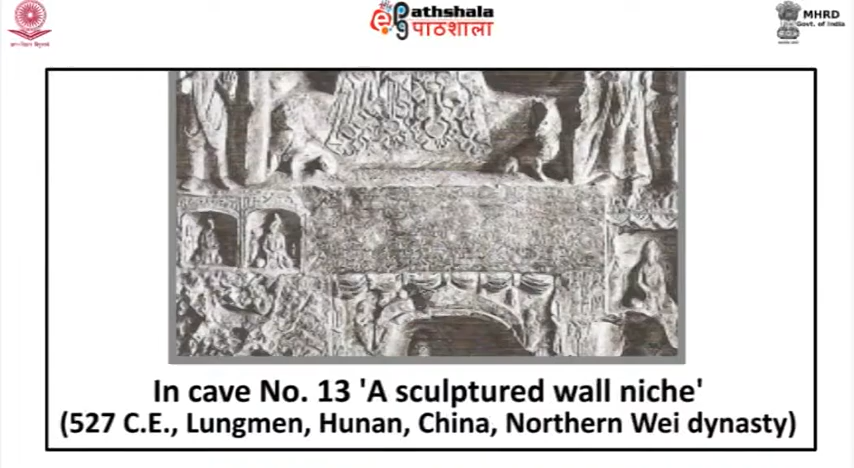 epgpathshala
पाठशाला
MHRD
Govt. of India
In cave No. 13 'A sculptured wall niche'
(527 C.E., Lungmen, Hunan, China, Northern Wei dynasty)